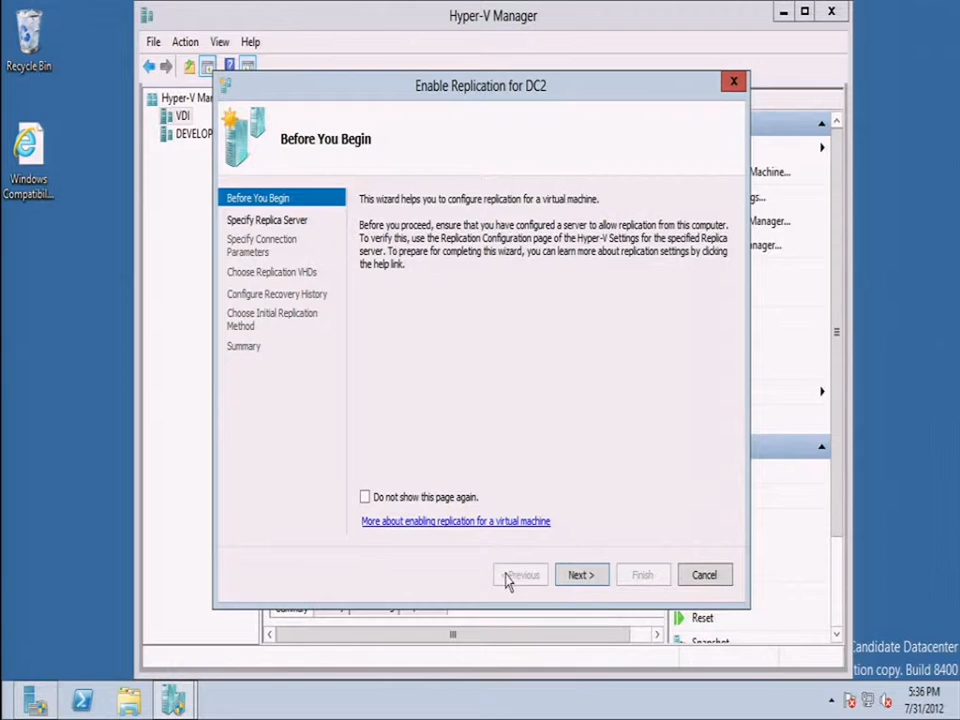 Hyper-V Manager
File Action View Help
Recycle Bin
Windows
Compatibil...
Hyper-V Ma
VDI
DEVELOP
Enable Replication for DC2
Before You Begin
Before You Begin
Specify Replica Server
Specify Connection
Parameters
Choose Replication VHDs
Configure Recovery History
Choose Initial Replication
Method
Summary
This wizard helps you to configure replication for a virtual machine.
Before you proceed, ensure that you have configured a server to allow replication from this computer.
To verify this, use the Replication Configuration page of the Hyper-V Settings for the specified Replica
server. To prepare for completing this wizard, you can learn more about replication settings by clicking
the help link.
Do not show this page again.
More about enabling replication for a virtual machine
< Previous Next > Finish Cancel
Machine...
gs...
Manager...
nager...
Reset
Snapshot
Candidate Datacenter
tion copy. Build 8400
5:36 PM
7/31/2012